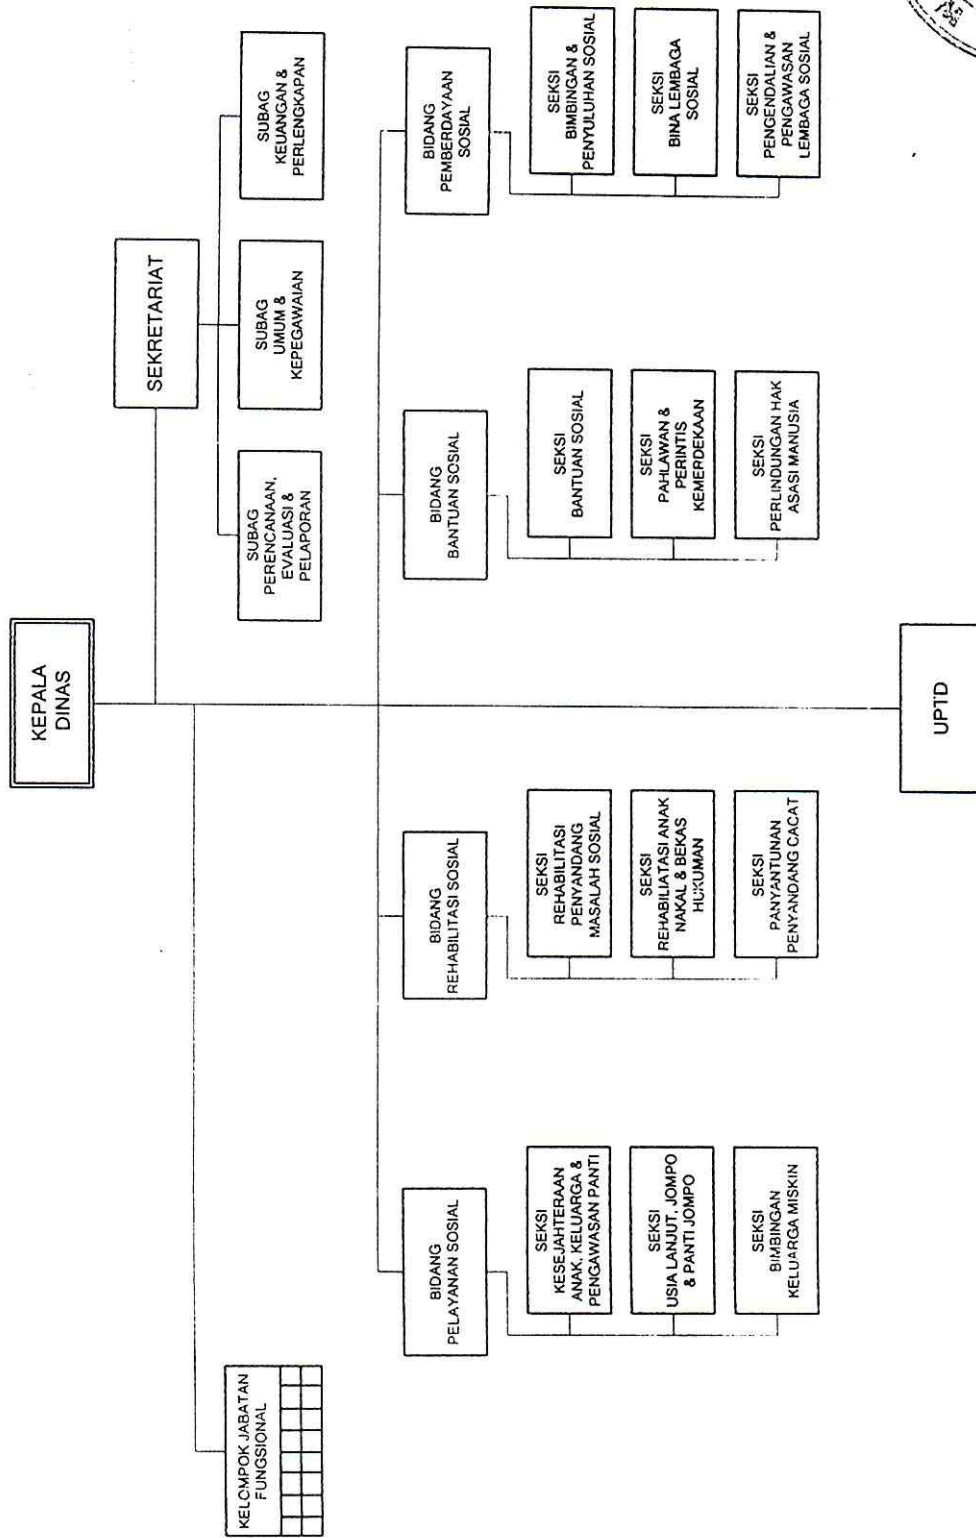 KEPALA
DINAS
SEKRETARIAT
SUBAG
PERENCANAAN,
EVALUASI &
PELAPORAN
SUBAG
UMUM &
KEPEGAWAIAN
SUBAG
KEUANGAN &
PERLENGKAPAN
KELOMPOK JABATAN
FUNGSIONAL
BIDANG
PELAYANAN SOSIAL
BIDANG
REHABILITASI SOSIAL
BIDANG
BANTUAN SOSIAL
BIDANG
PEMBERDAYAAN
SOSIAL
SEKSI
KESEJAHTERAAN
ANAK, KELUARGA &
PENGAWASAN PANTI
SEKSI
USIA LANJUT, JOMPO
& PANTI JOMPO
SEKSI
BIMBINGAN
KELUARGA MISKIN
SEKSI
REHABILITASI
PENYANDANG
MASALAH SOSIAL
SEKSI
REHABILIATASI ANAK
NAKAL & BEKAS
HUKUMAN
SEKSI
PANYANTUNAN
PENYANDANG CACAT
SEKSI
BANTUAN SOSIAL
SEKSI
PAHLAWAN &
PERINTIS
KEMERDEKAAN
SEKSI
PERLINDUNGAN HAK
ASASI MANUSIA
SEKSI
BIMBINGAN &
PENYULUHAN SOSIAL
SEKSI
BINA LEMBAGA
SOSIAL
SEKSI
PENGENDALIAN &
PENGAWASAN
LEMBAGA SOSIAL
UPTD